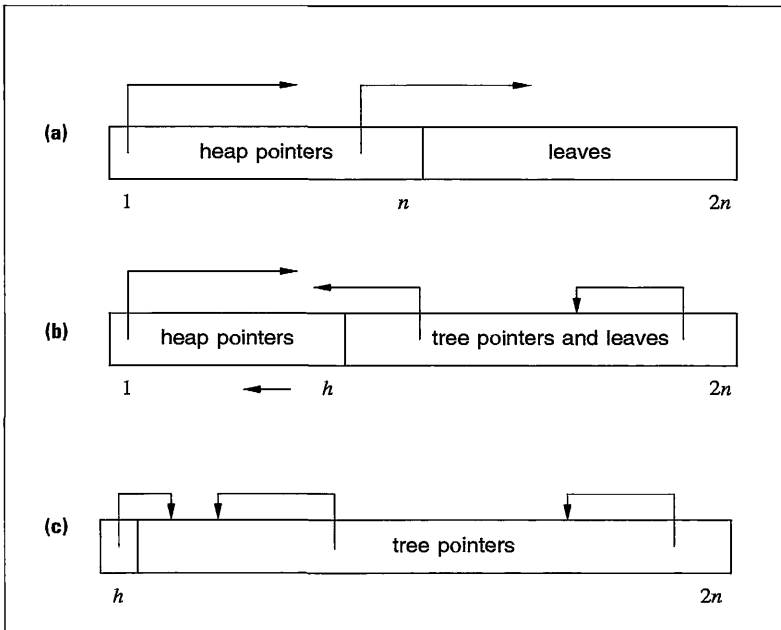 (a)
heap pointers leaves
1 n 2n
(b)
heap pointers tree pointers and leaves
1 h 2n
(c)
tree pointers
h 2n